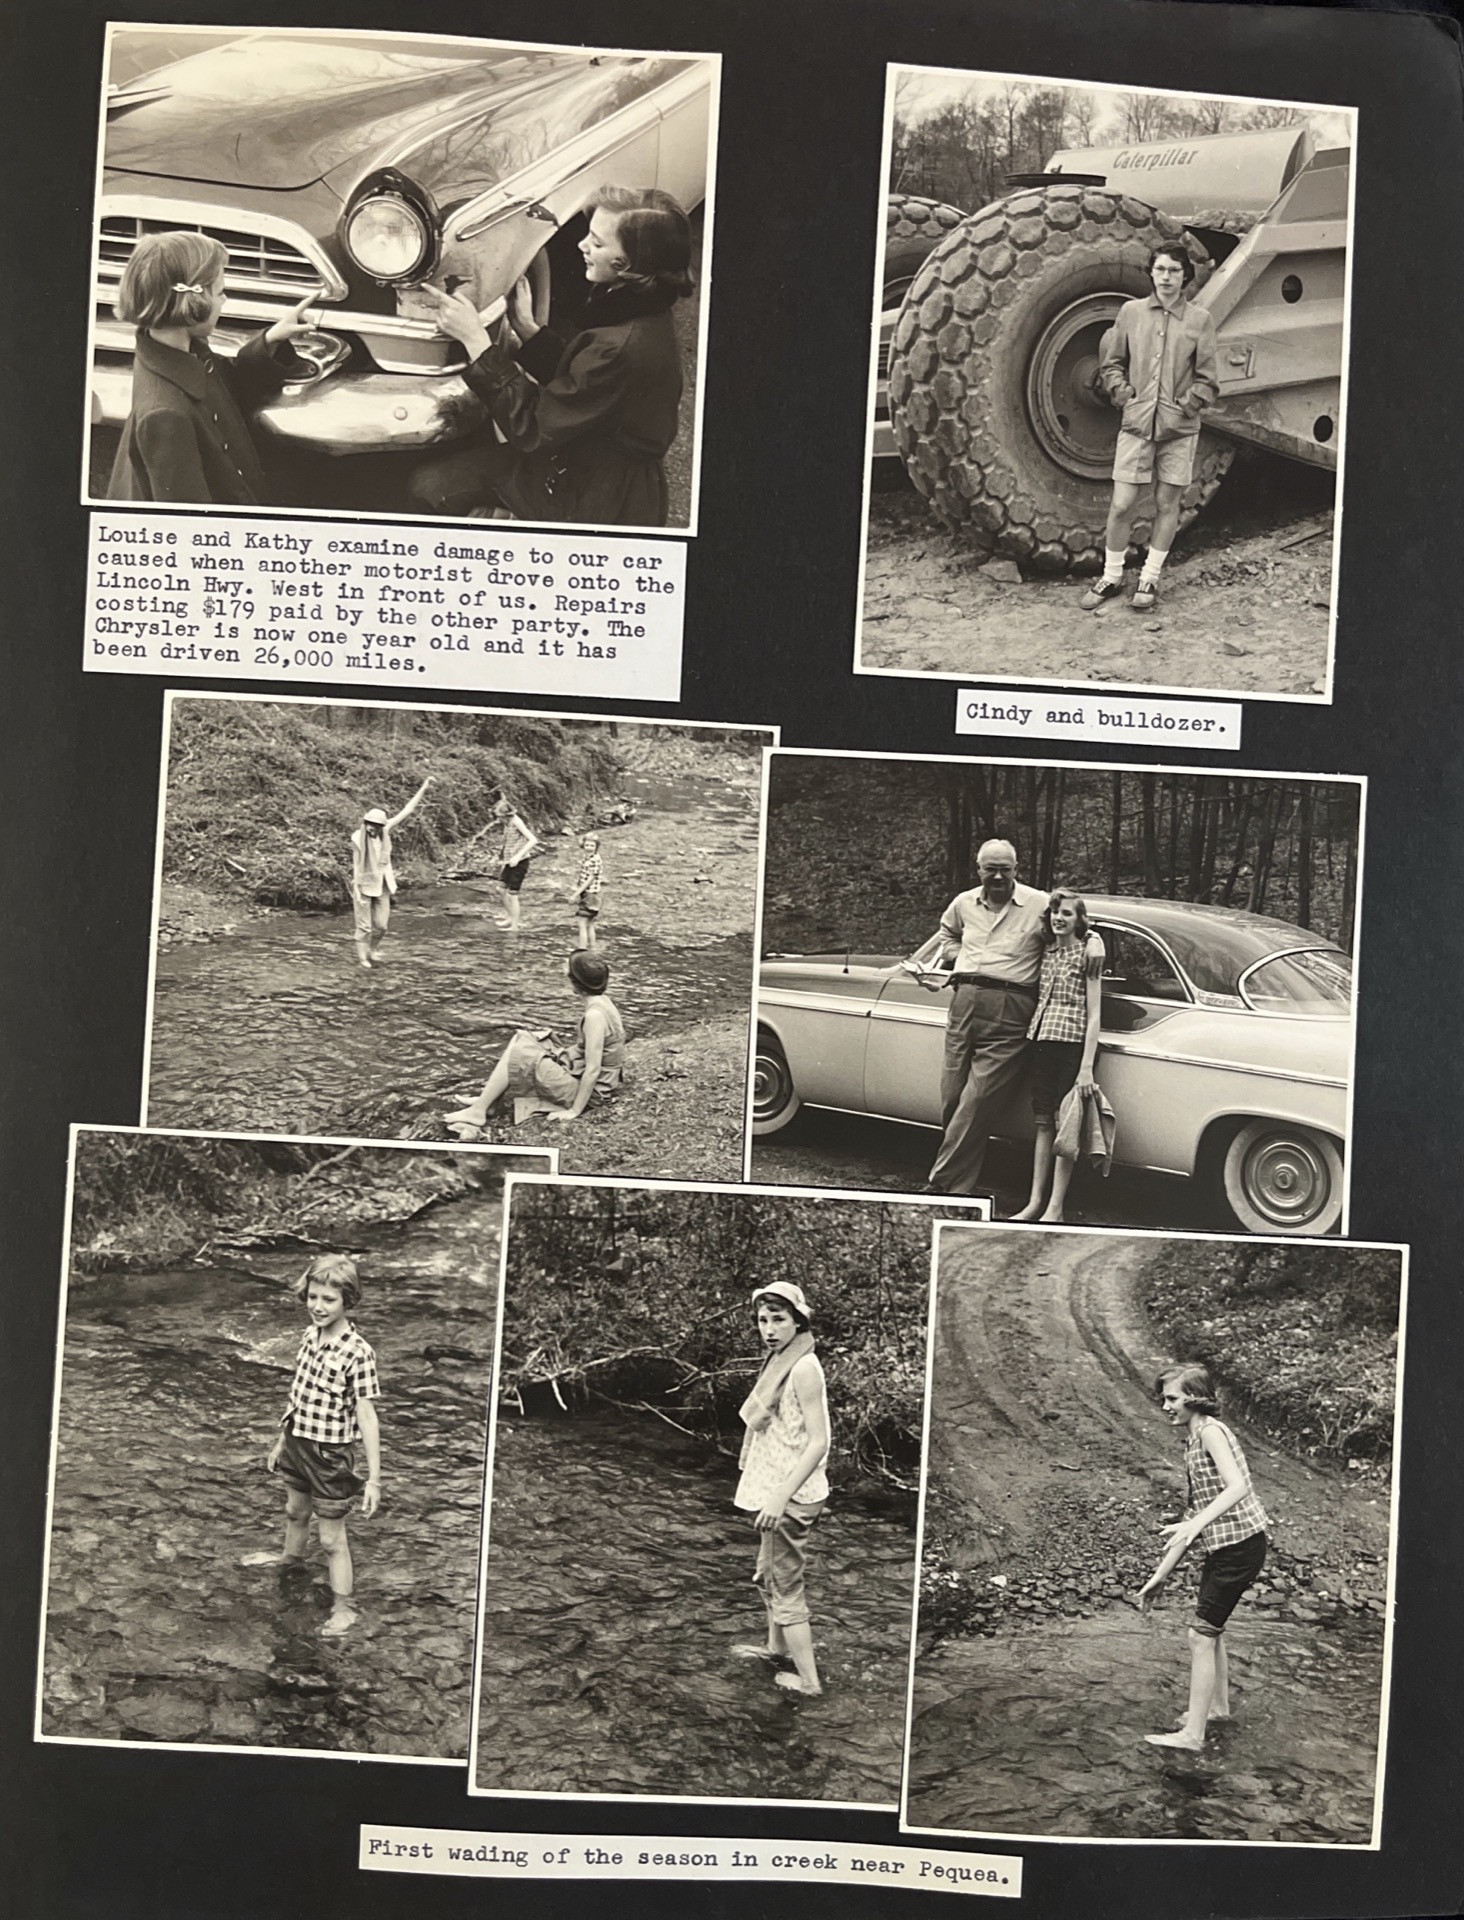 Caterpillar
Louise and Kathy examine damage to our car
caused when another motorist drove onto the
Lincoln Hwy. West in front of us. Repairs
costing $179 paid by the other party. The
Chrysler is now one year old and it has
been driven 26,000 miles.
Cindy and bulldozer.
First wading of the season in creek near Pequea.